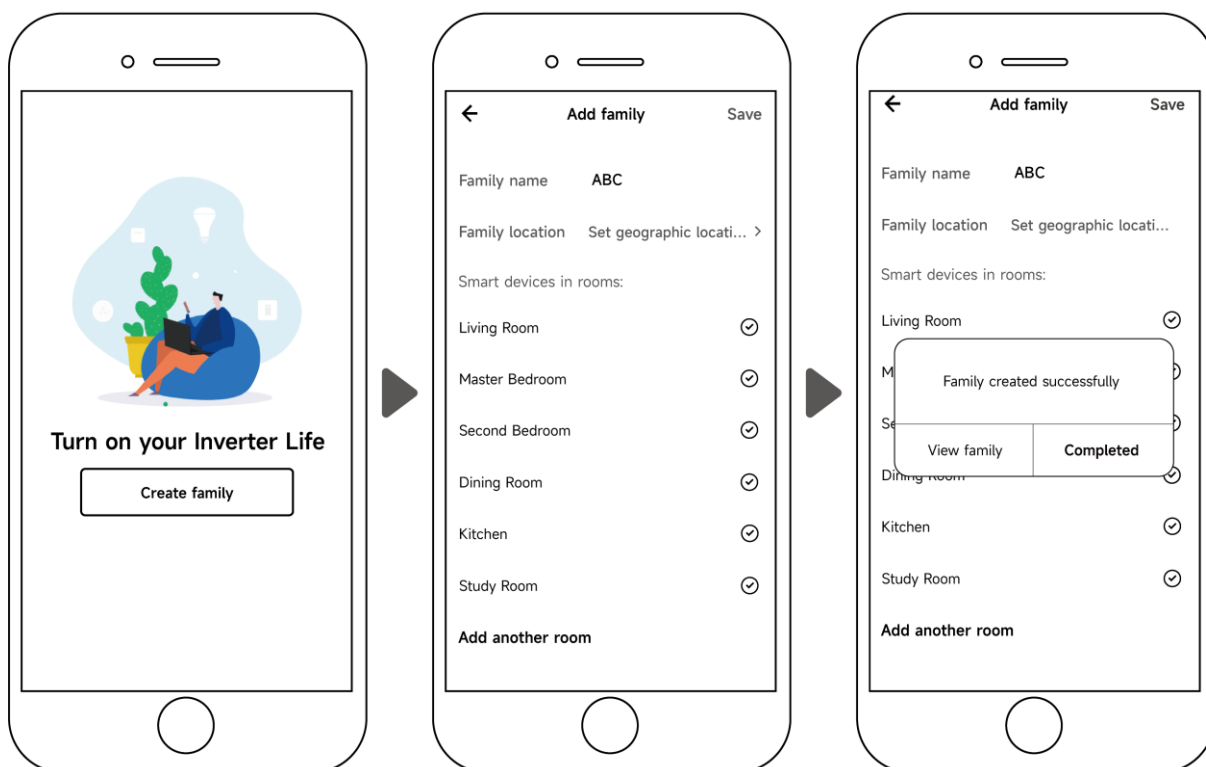 Turn on your Inverter Life
Create family
Add family
Save
Family name
ABC
Family location
Set geographic locati...
Smart devices in rooms:
Living Room
Master Bedroom
Second Bedroom
Dining Room
Kitchen
Study Room
Add another room
Add family
Save
Family name
ABC
Family location
Set geographic locati...
Smart devices in rooms:
Living Room
M
Family created successfully
Se
View family
Completed
Dining Room
Kitchen
Study Room
Add another room